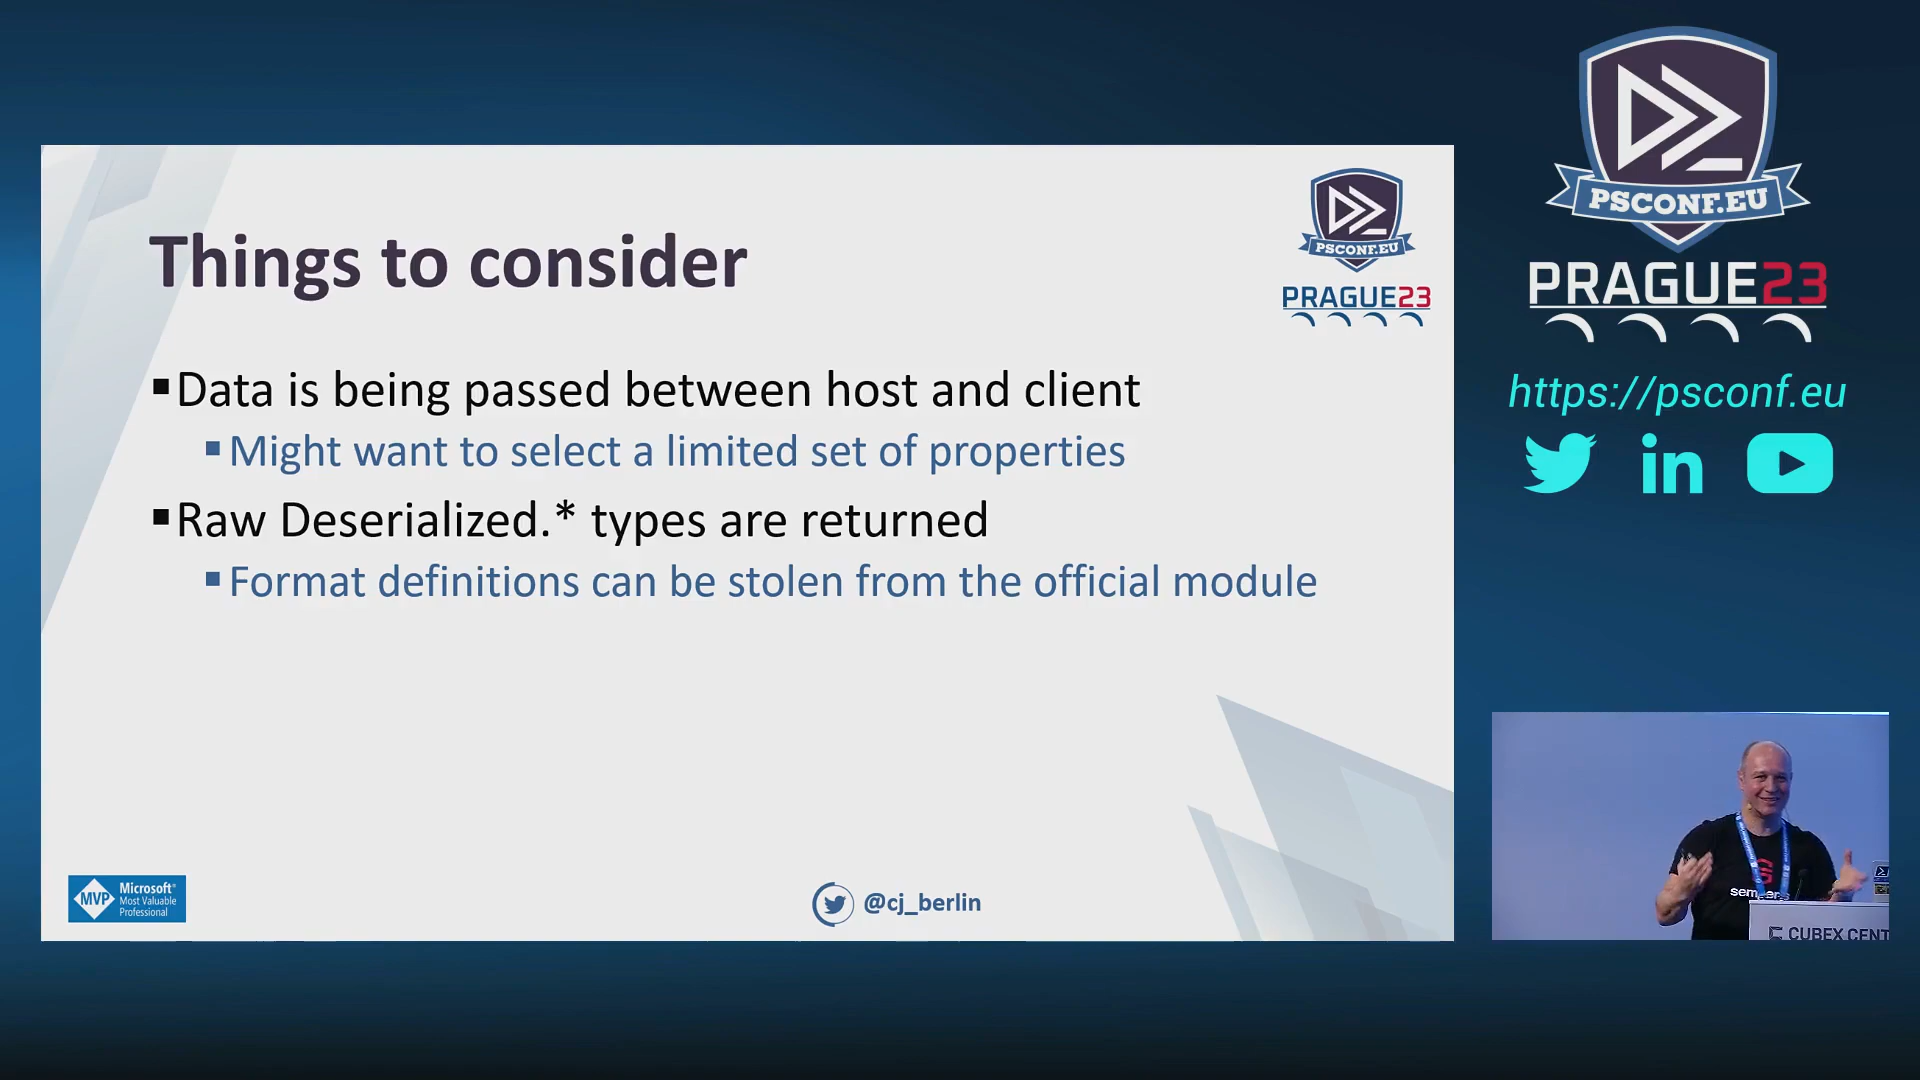 Things to consider
PSCONF.EU
PRAGUE23
▪Data is being passed between host and client
▪Might want to select a limited set of properties
▪Raw Deserialized.* types are returned
▪Format definitions can be stolen from the official module
MVP
Microsoft®
Most Valuable
Professional
@cj_berlin
PSCONF.EU
PRAGUE23
https://psconf.eu
in
CUBEX CENT